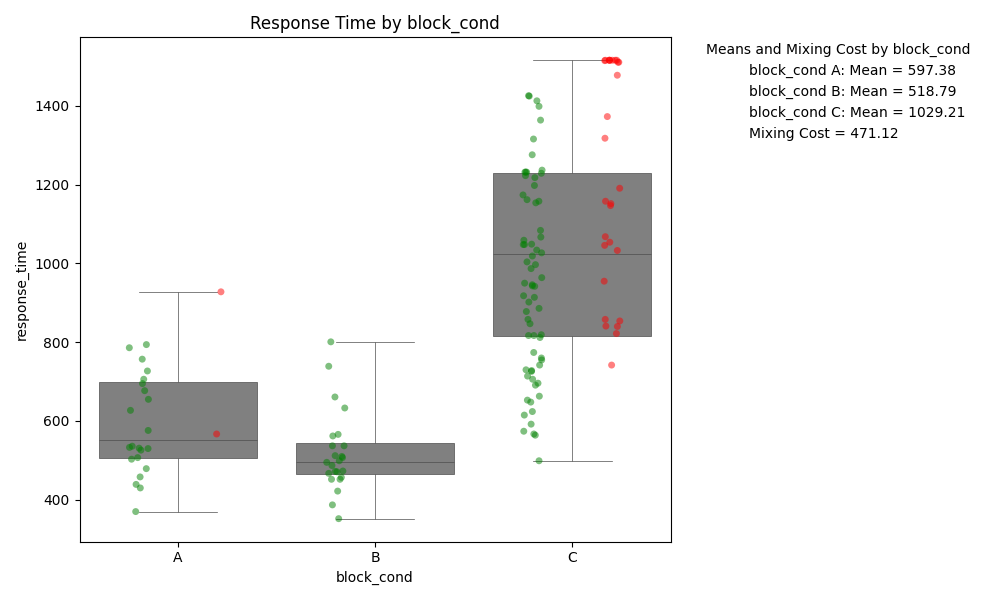 Response Time by block_cond
Means and Mixing Cost by block_cond
block_cond A: Mean = 597.38
block_cond B: Mean = 518.79
block_cond C: Mean = 1029.21
Mixing Cost = 471.12
response_time
1400
1200
1000
800
600
400
A B C
block_cond